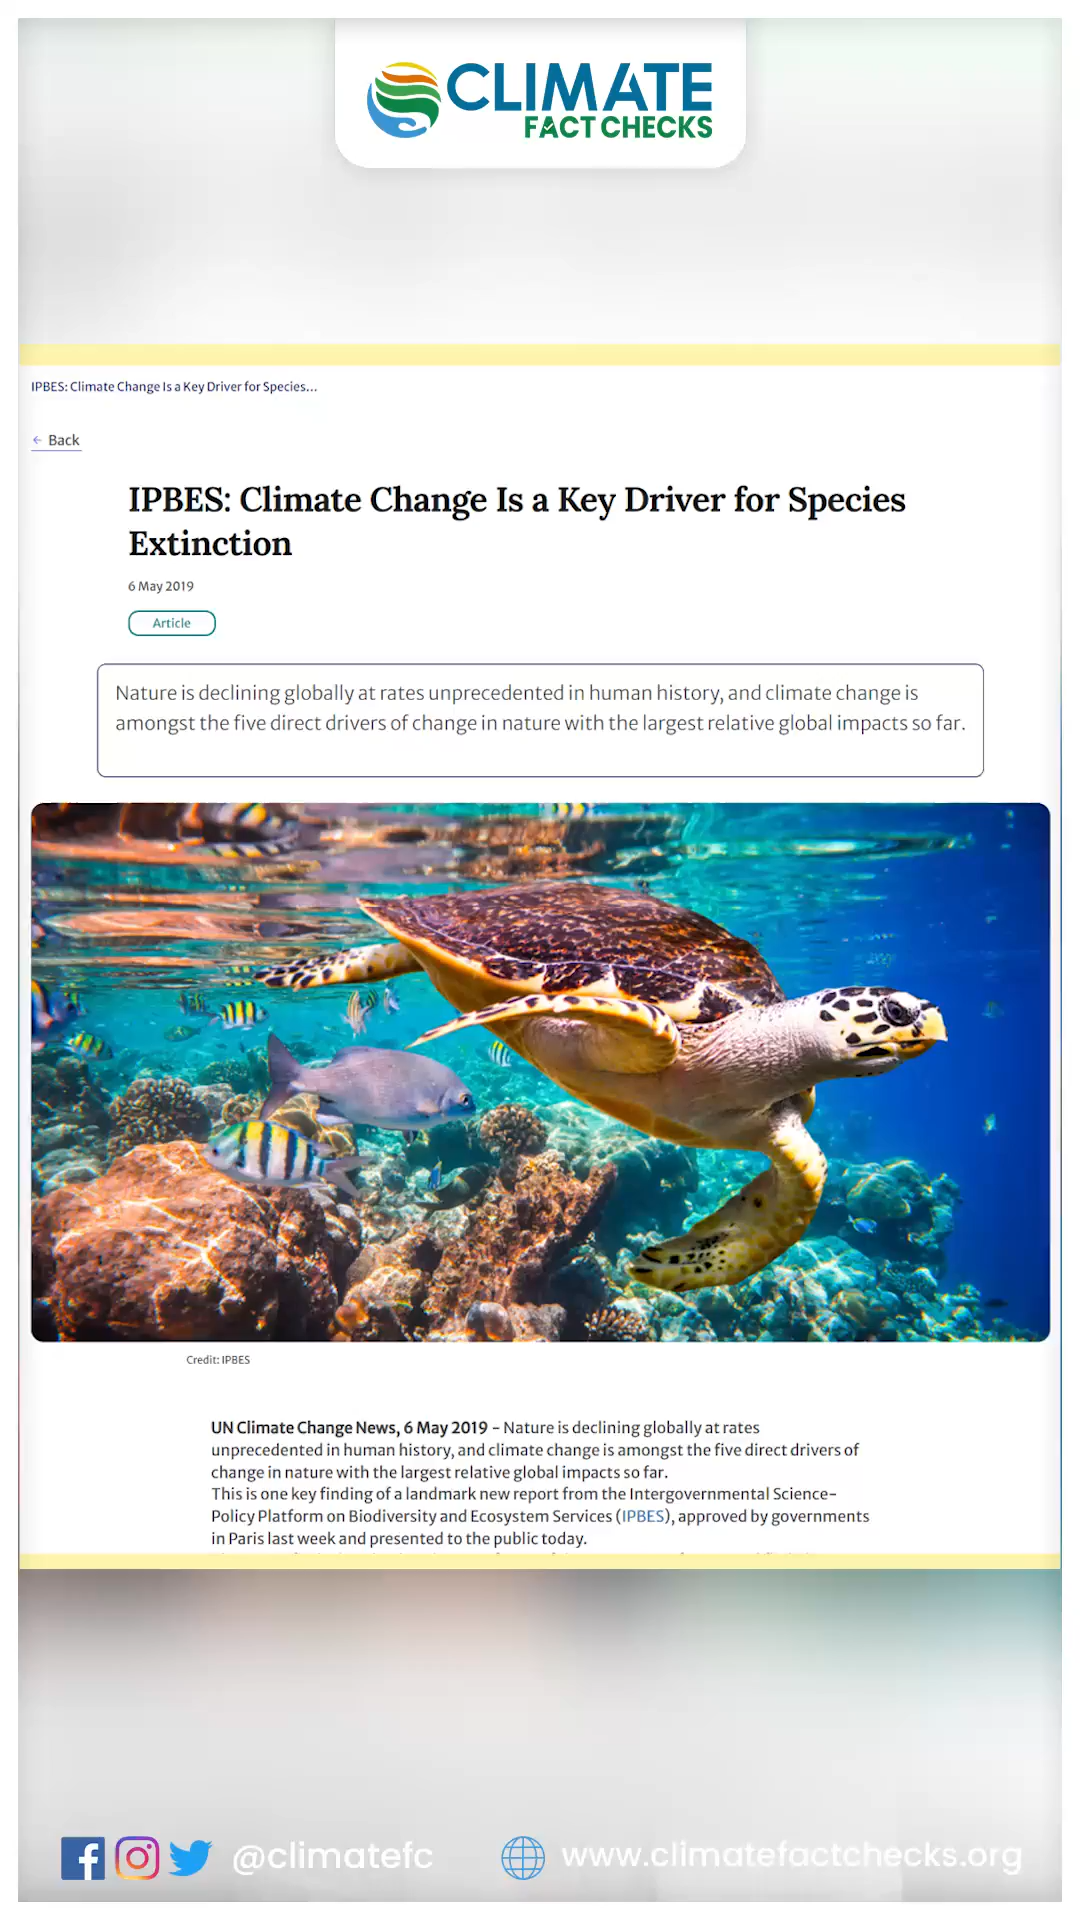 CLIMATE
FACT CHECKS
IPBES: Climate Change Is a Key Driver for Species...
← Back
IPBES: Climate Change Is a Key Driver for Species
Extinction
6 May 2019
Article
Nature is declining globally at rates unprecedented in human history, and climate change is
amongst the five direct drivers of change in nature with the largest relative global impacts so far.
Credit: IPBES
UN Climate Change News, 6 May 2019 – Nature is declining globally at rates
unprecedented in human history, and climate change is amongst the five direct drivers of
change in nature with the largest relative global impacts so far.
This is one key finding of a landmark new report from the Intergovernmental Science-
Policy Platform on Biodiversity and Ecosystem Services (IPBES), approved by governments
in Paris last week and presented to the public today.
@climatefc
www.climatefactchecks.org